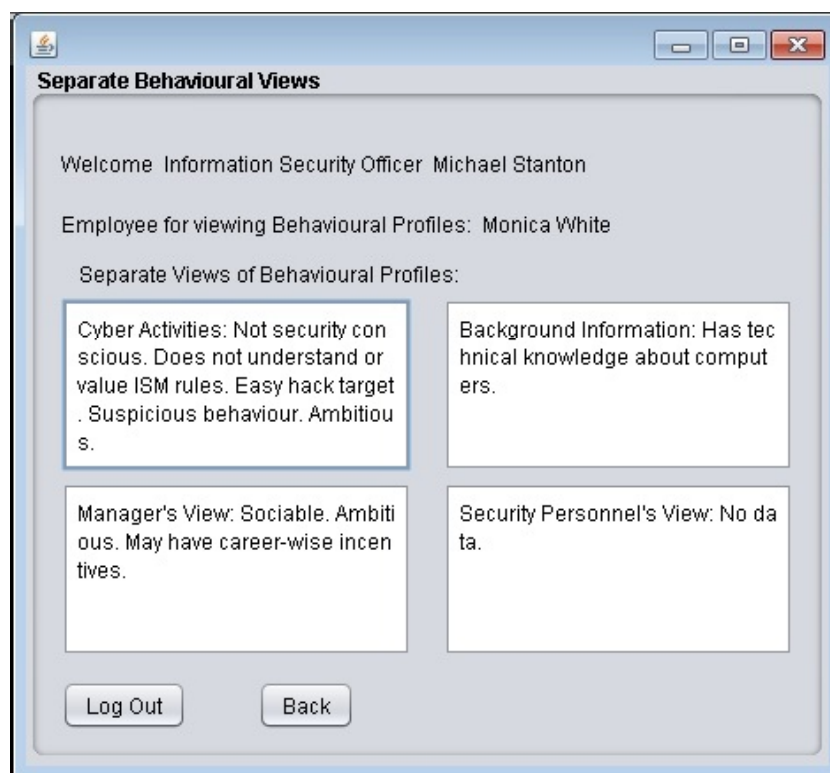 Separate Behavioural Views
Welcome Information Security Officer Michael Stanton
Employee for viewing Behavioural Profiles: Monica White
Separate Views of Behavioural Profiles:
Cyber Activities: Not security con
scious. Does not understand or
value ISM rules. Easy hack target
. Suspicious behaviour. Ambitiou
s.
Background Information: Has tec
hnical knowledge about comput
ers.
Manager's View: Sociable. Ambiti
ous. May have career-wise incen
tives.
Security Personnel's View: No da
ta.
Log Out
Back